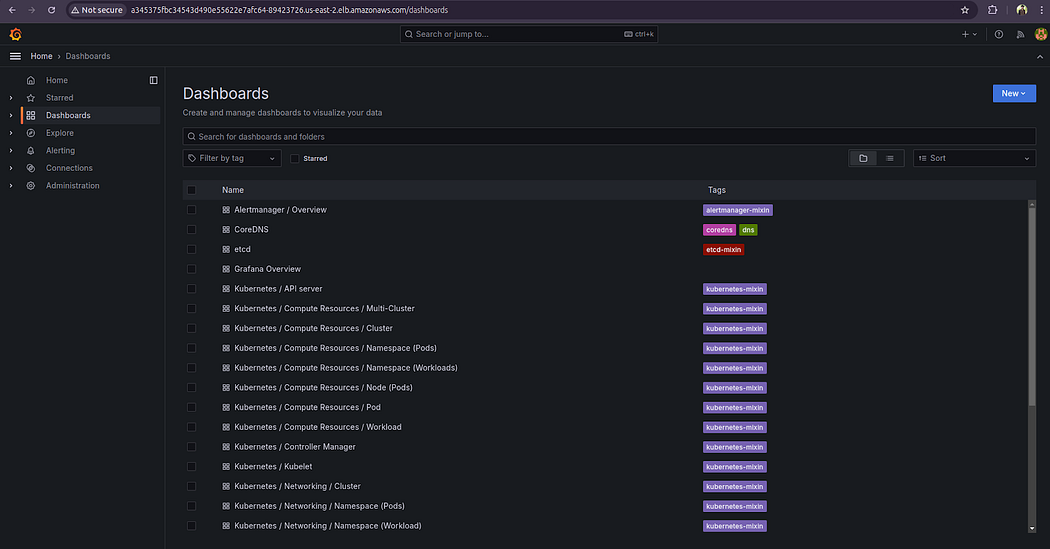 Not secure a345375fbc34543d490e55622e7afc64-89423726.us-east-2.elb.amazonaws.com/dashboards
Search or jump to... ctrl+k
Home › Dashboards
Home
Starred
Dashboards
Explore
Alerting
Connections
Administration
Dashboards
New
Create and manage dashboards to visualize your data
Search for dashboards and folders
Filter by tag Starred Sort
Name Tags
Alertmanager / Overview alertmanager-mixin
CoreDNS coredns dns
etcd etcd-mixin
Grafana Overview
Kubernetes / API server kubernetes-mixin
Kubernetes / Compute Resources / Multi-Cluster kubernetes-mixin
Kubernetes / Compute Resources / Cluster kubernetes-mixin
Kubernetes / Compute Resources / Namespace (Pods) kubernetes-mixin
Kubernetes / Compute Resources / Namespace (Workloads) kubernetes-mixin
Kubernetes / Compute Resources / Node (Pods) kubernetes-mixin
Kubernetes / Compute Resources / Pod kubernetes-mixin
Kubernetes / Compute Resources / Workload kubernetes-mixin
Kubernetes / Controller Manager kubernetes-mixin
Kubernetes / Kubelet kubernetes-mixin
Kubernetes / Networking / Cluster kubernetes-mixin
Kubernetes / Networking / Namespace (Pods) kubernetes-mixin
Kubernetes / Networking / Namespace (Workload) kubernetes-mixin